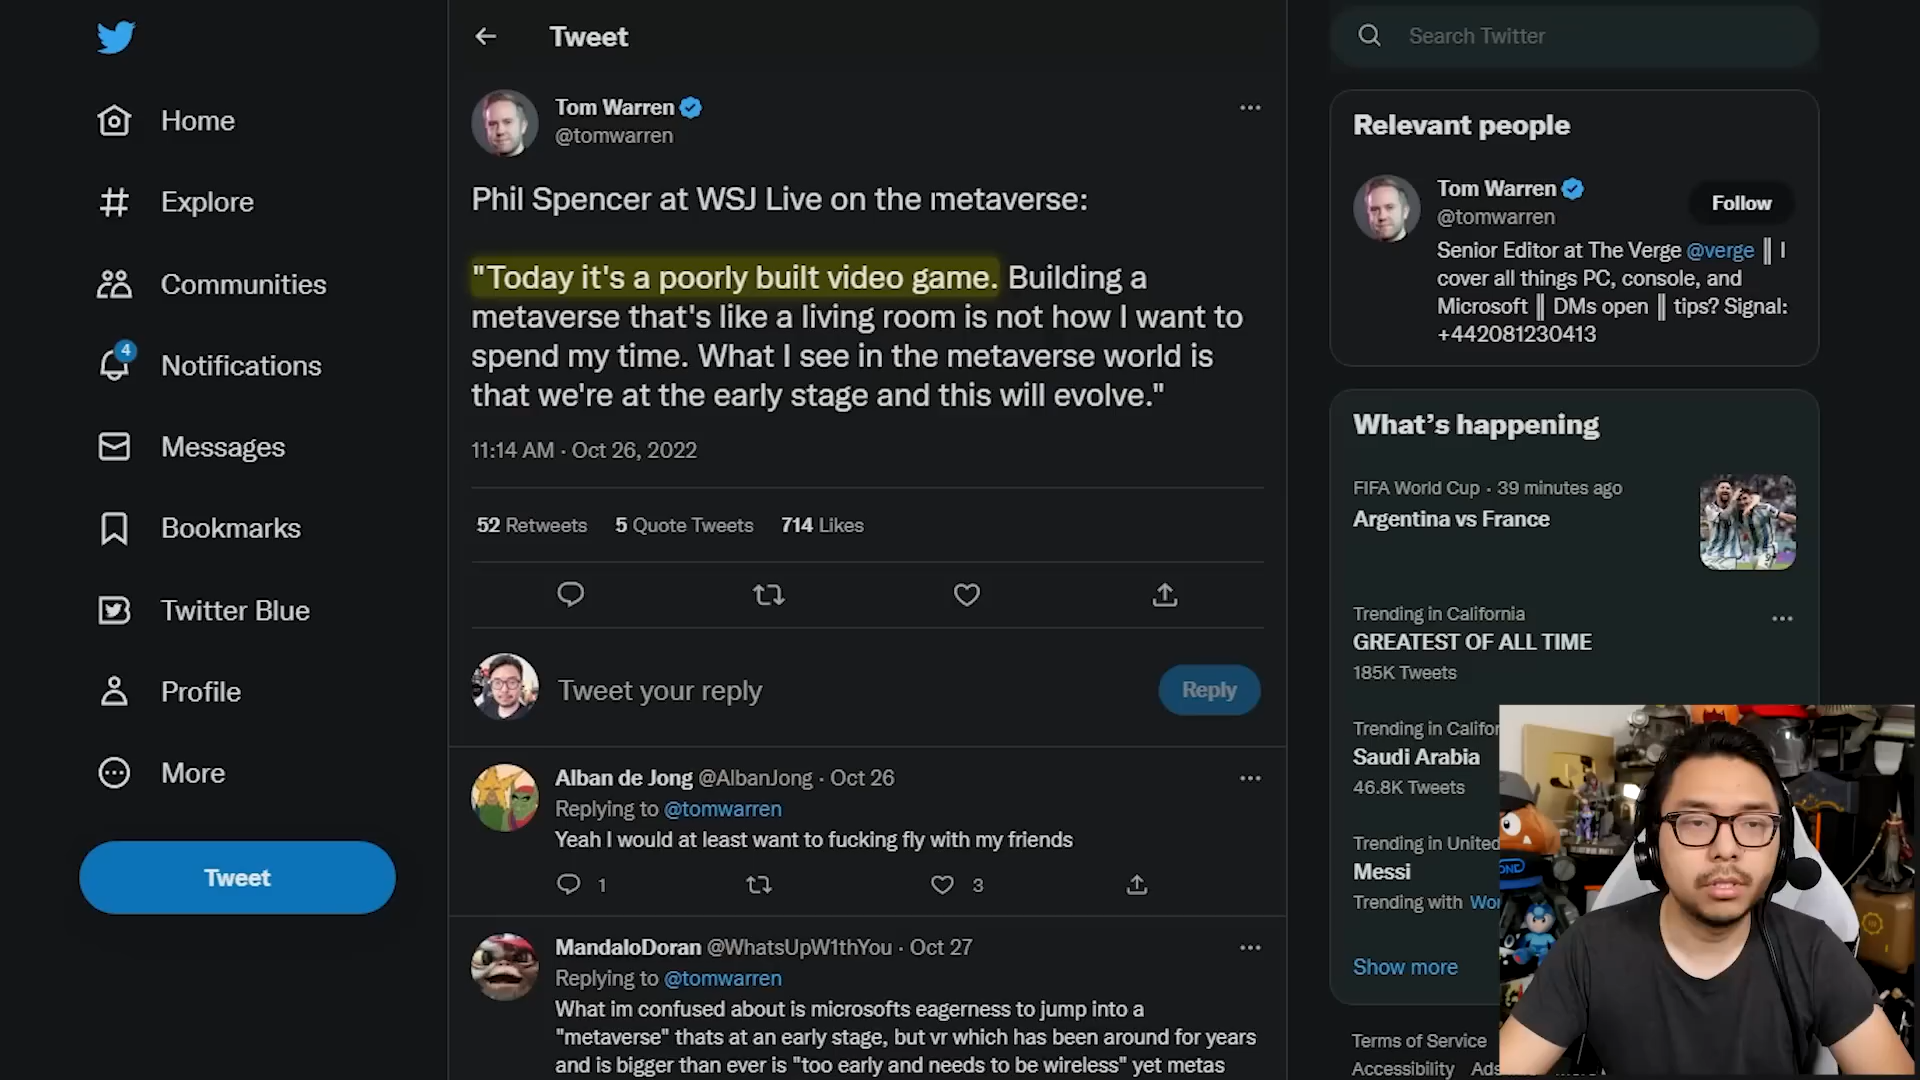 Tweet
Search Twitter
Home
Explore
Communities
4
Notifications
Messages
Bookmarks
Twitter Blue
Profile
More
Tweet
Tom Warren
@tomwarren
Phil Spencer at WSJ Live on the metaverse:
"Today it's a poorly built video game. Building a
metaverse that's like a living room is not how I want to
spend my time. What I see in the metaverse world is
that we're at the early stage and this will evolve."
11:14 AM · Oct 26, 2022
52 Retweets 5 Quote Tweets 714 Likes
Tweet your reply
Reply
Alban de Jong @AlbanJong · Oct 26
Replying to @tomwarren
Yeah I would at least want to fucking fly with my friends
1 3
MandaloDoran @WhatsUpW1thYou · Oct 27
Replying to @tomwarren
What im confused about is microsofts eagerness to jump into a
"metaverse" thats at an early stage, but vr which has been around for years
and is bigger than ever is "too early and needs to be wireless" yet metas
Relevant people
Tom Warren
@tomwarren
Follow
Senior Editor at The Verge @verge ║ I
cover all things PC, console, and
Microsoft ║ DMs open ║ tips? Signal:
+442081230413
What's happening
FIFA World Cup · 39 minutes ago
Argentina vs France
Trending in California
GREATEST OF ALL TIME
185K Tweets
Trending in Califor
Saudi Arabia
46.8K Tweets
Trending in United
Messi
Trending with Wor
Show more
Terms of Service
Accessibility Ads